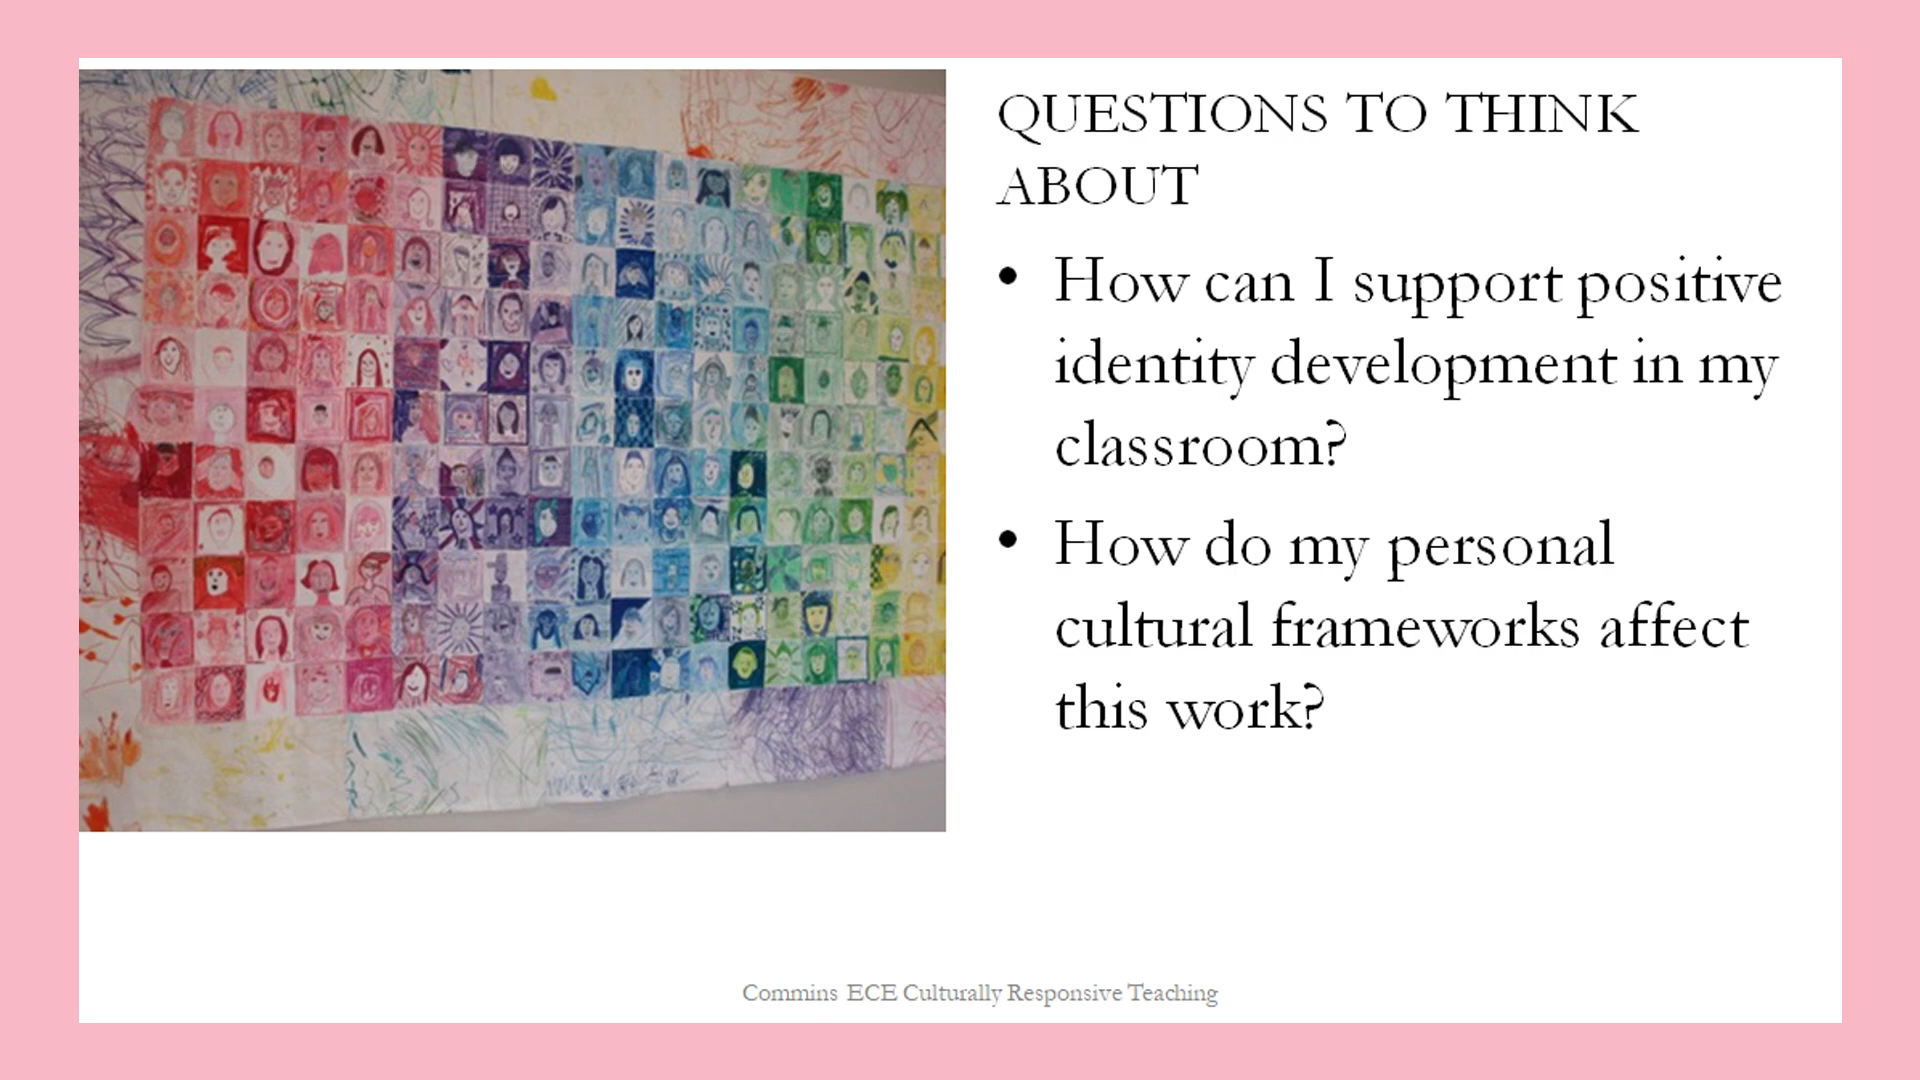 QUESTIONS TO THINK
ABOUT
• How can I support positive
identity development in my
classroom?
• How do my personal
cultural frameworks affect
this work?
Commins ECE Culturally Responsive Teaching